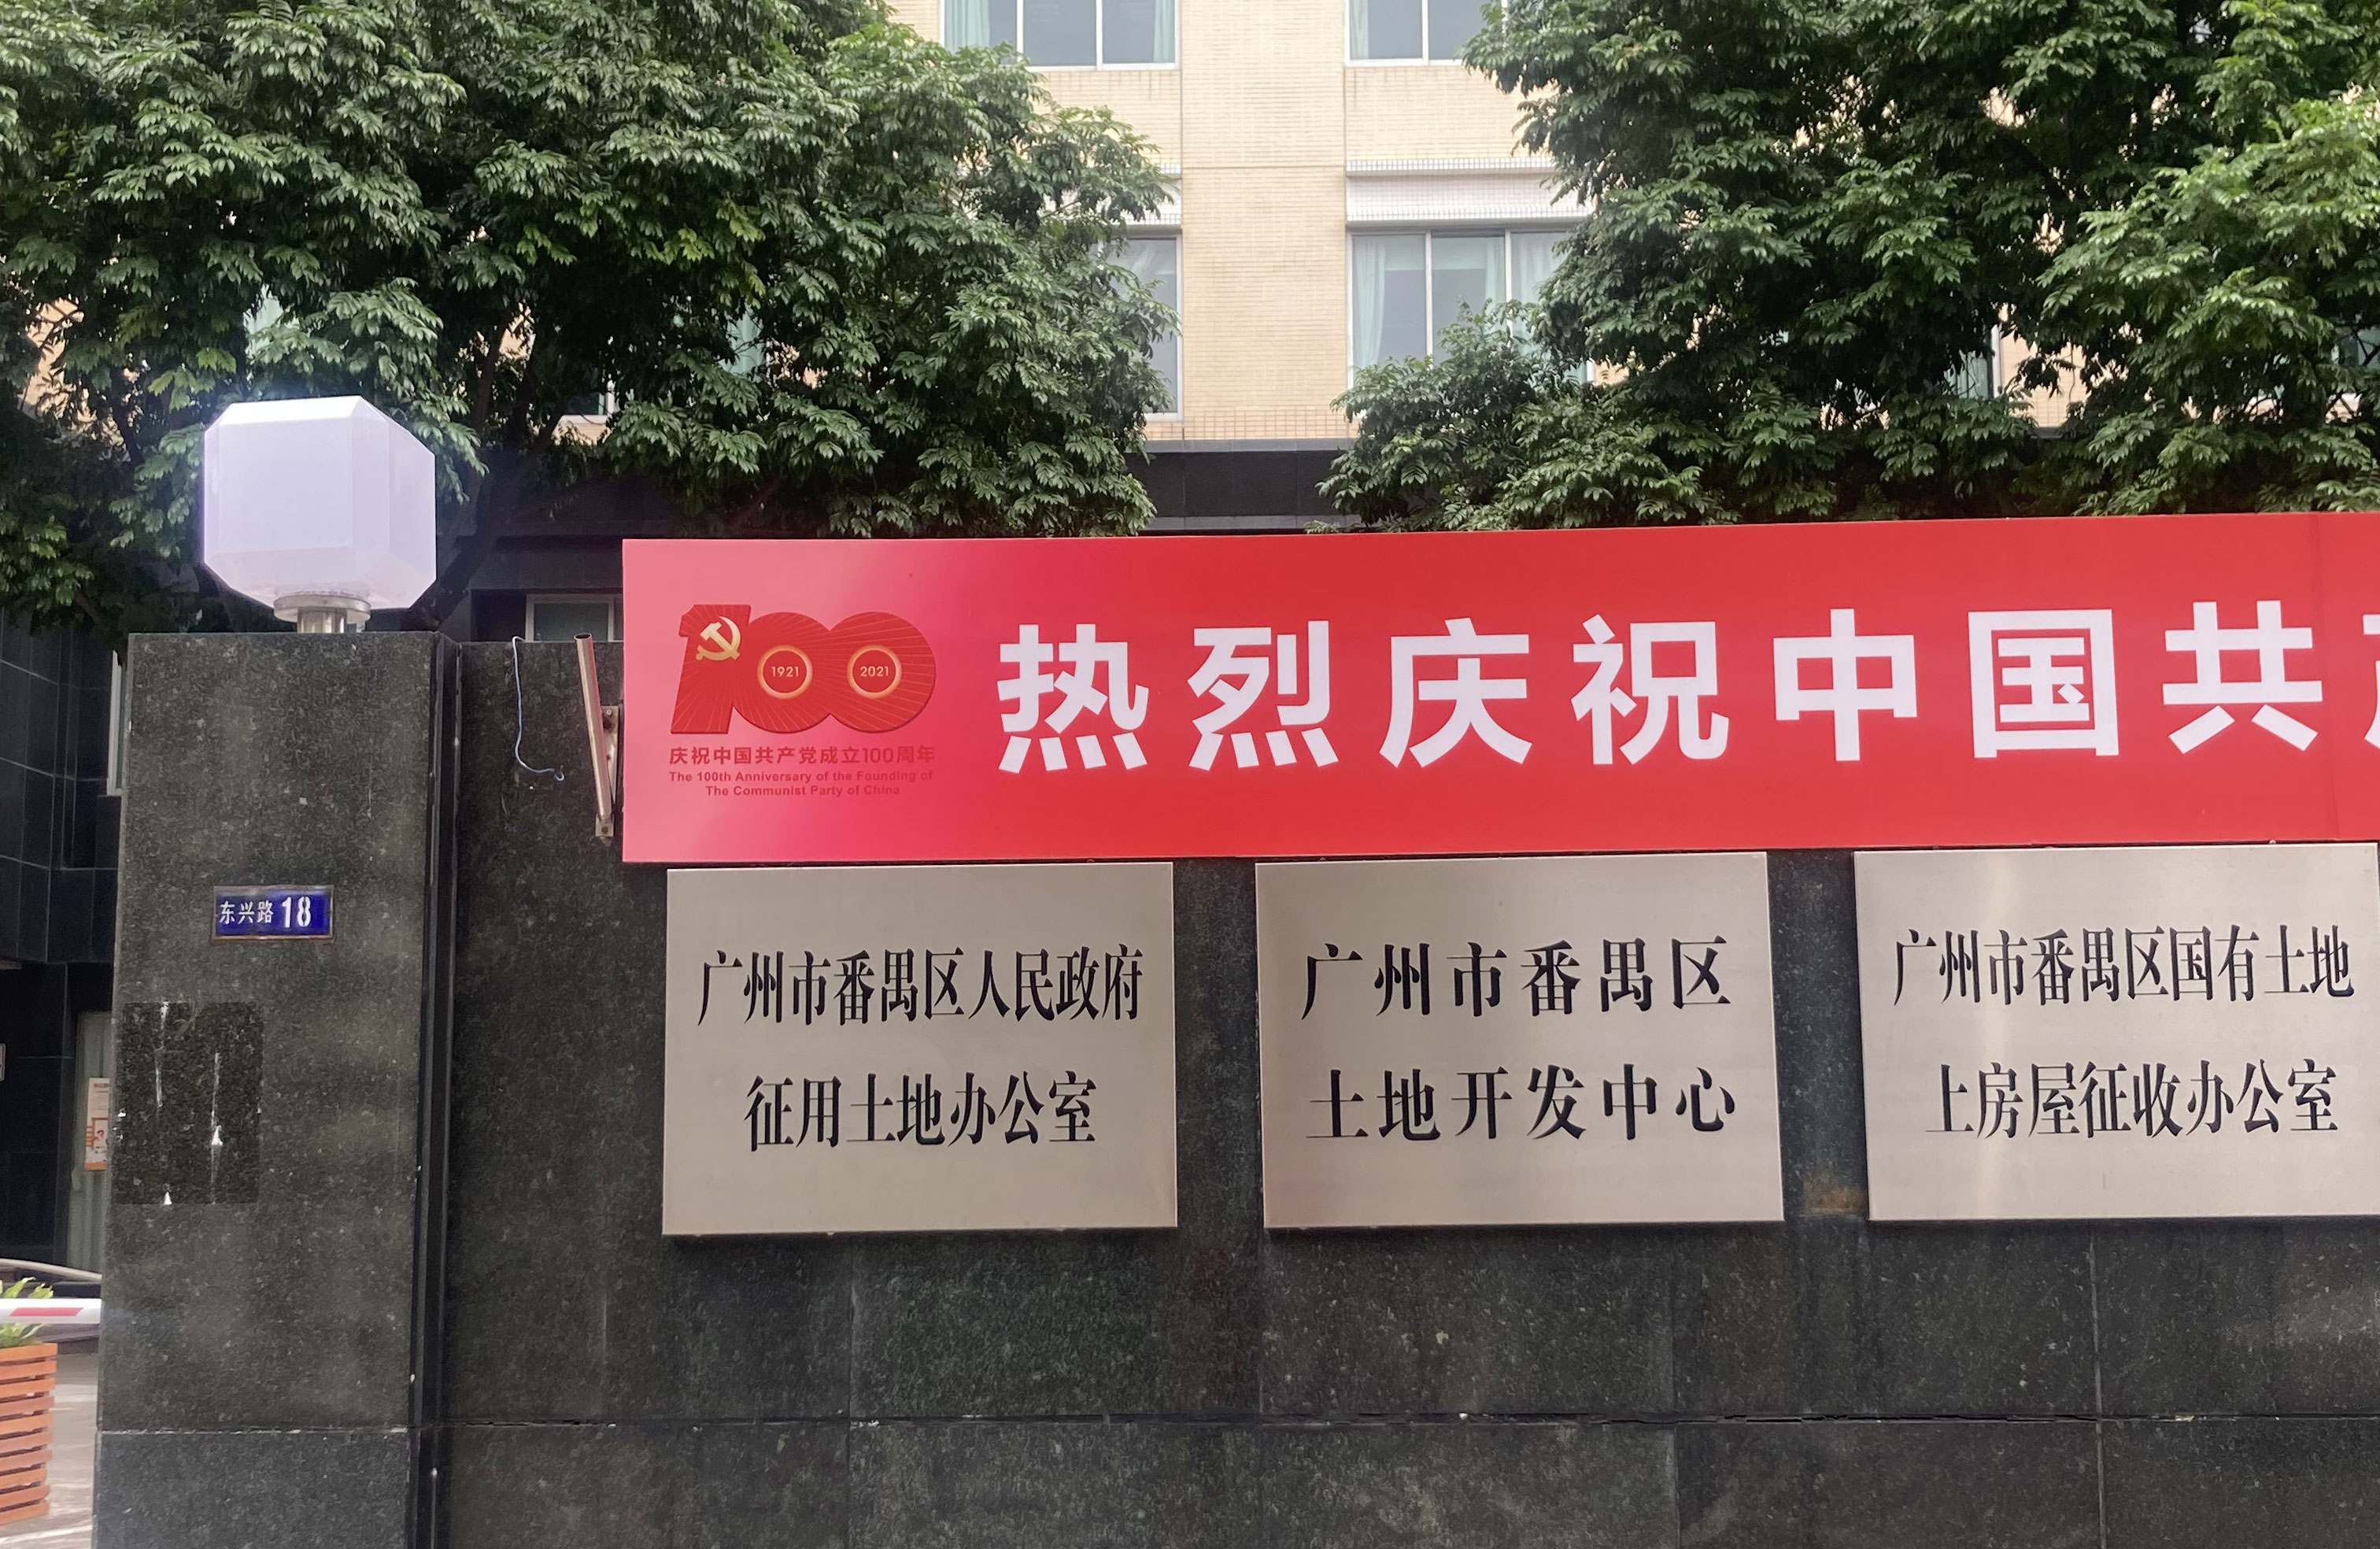 1921
2021
庆祝中国共产党成立100周年
The 100th Anniversary of the Founding of
The Communist Party of China
热烈庆祝中国共
东兴路 18
广州市番禺区人民政府
征用土地办公室
广州市番禺区
土地开发中心
广州市番禺区国有土地
上房屋征收办公室